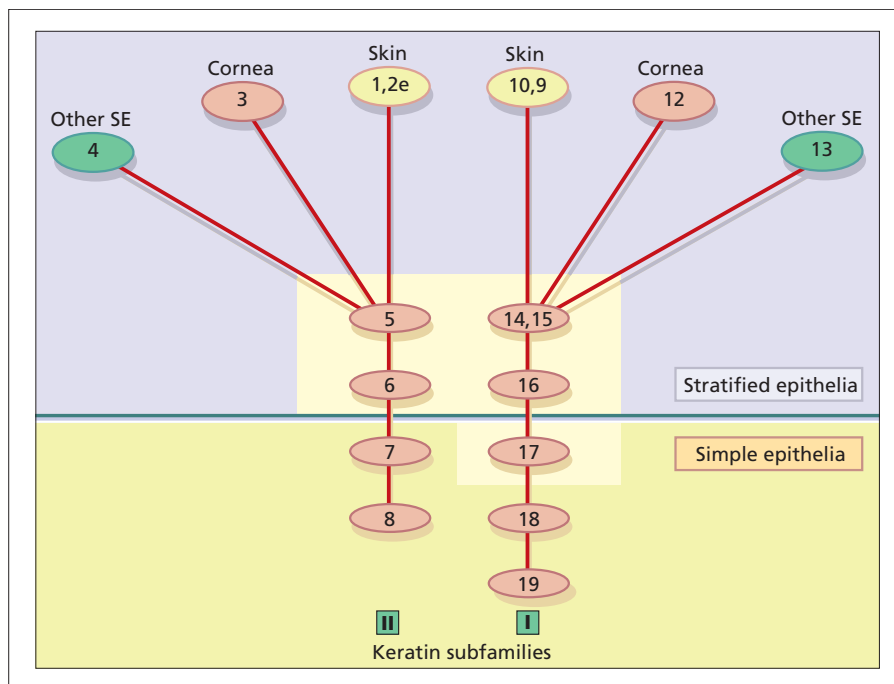 Skin
Skin
Cornea
1,2e
10,9
Cornea
3
12
Other SE
Other SE
4
13
5
14,15
6
16
Stratified epithelia
7
17
Simple epithelia
8
18
19
II
I
Keratin subfamilies